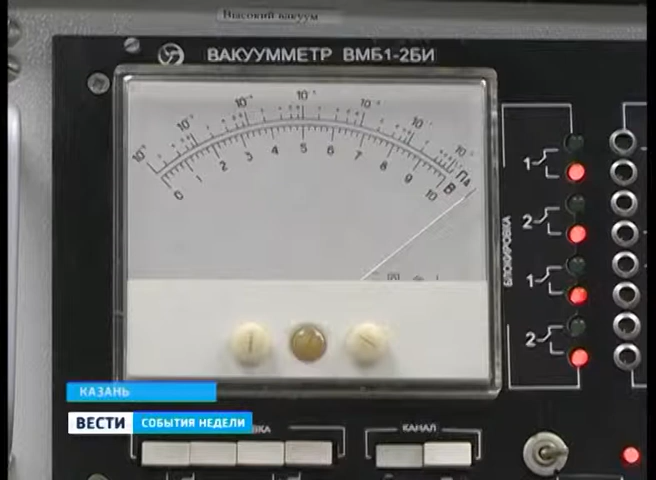 Высокий вакуум
ВАКУУММЕТР ВМБ1-2БИ
0 1 2 3 4 5 6 7 8 9 10
Па
В
БЛОКИРОВКА
1
2
1
2
КАЗАНЬ
ВЕСТИ СОБЫТИЯ НЕДЕЛИ
КАНАЛ